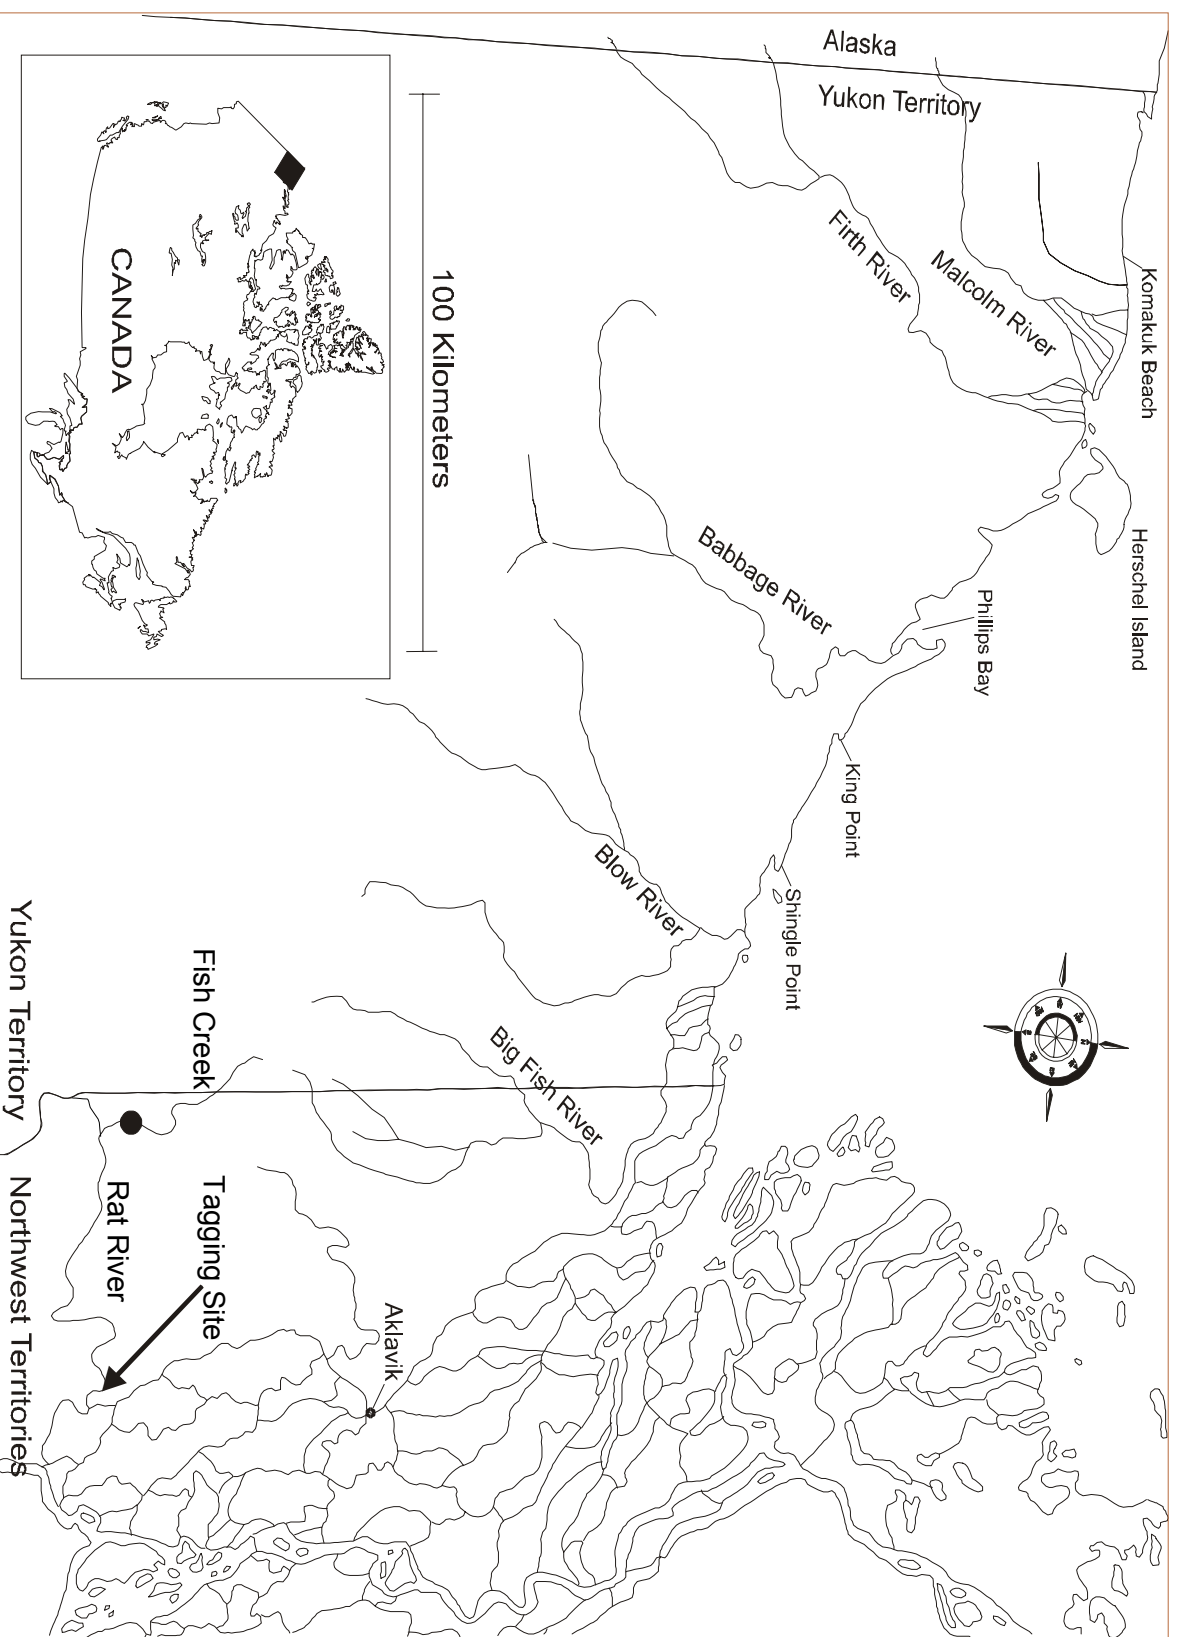 Alaska
Yukon Territory
Komakuk Beach
Malcolm River
Firth River
Herschel Island
Phillips Bay
Babbage River
King Point
Shingle Point
Blow River
Big Fish River
100 Kilometers
CANADA
Fish Creek
Yukon Territory
Northwest Territories
Rat River
Tagging Site
Aklavik